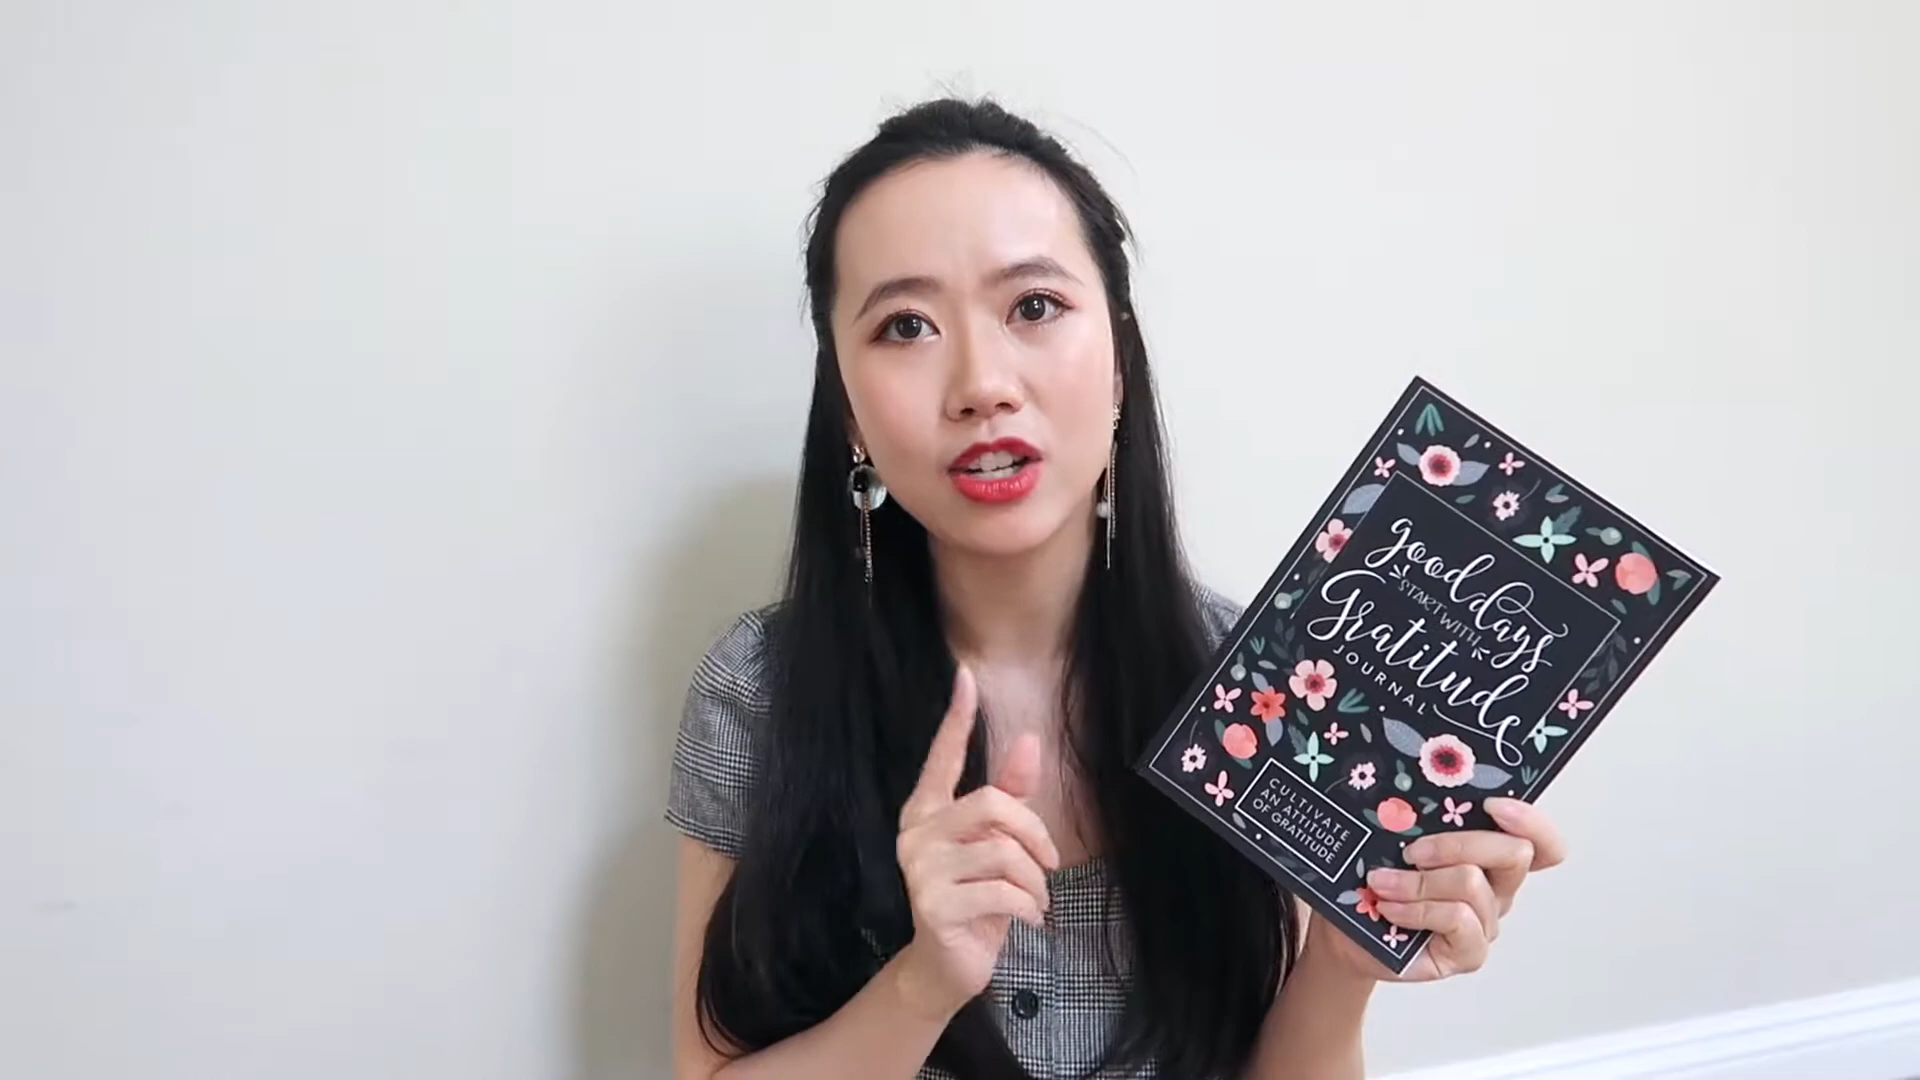 good days
START WITH
Gratitude
JOURNAL
CULTIVATE
AN ATTITUDE
OF GRATITUDE